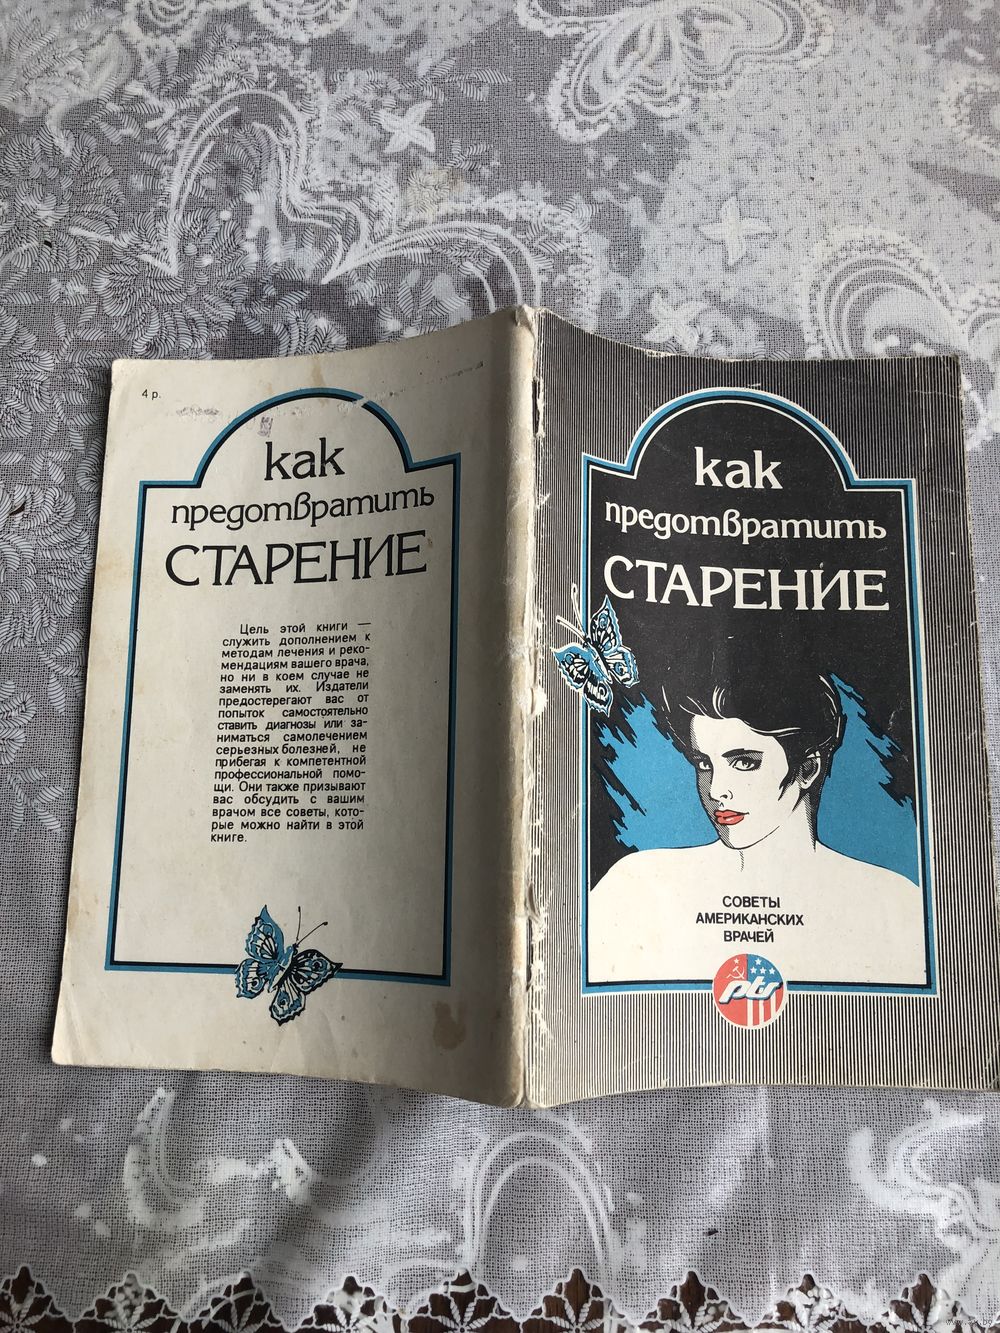 4 р.
как
предотвратить
СТАРЕНИЕ
Цель этой книги —
служить дополнением к
методам лечения и реко-
мендациям вашего врача,
но ни в коем случае не
заменять их. Издатели
предостерегают вас от
попыток самостоятельно
ставить диагнозы или за-
ниматься самолечением
серьезных болезней, не
прибегая к компетентной
профессиональной помо-
щи. Они также призывают
вас обсудить с вашим
врачом все советы, кото-
рые можно найти в этой
книге.
как
предотвратить
СТАРЕНИЕ
СОВЕТЫ
АМЕРИКАНСКИХ
ВРАЧЕЙ
pts